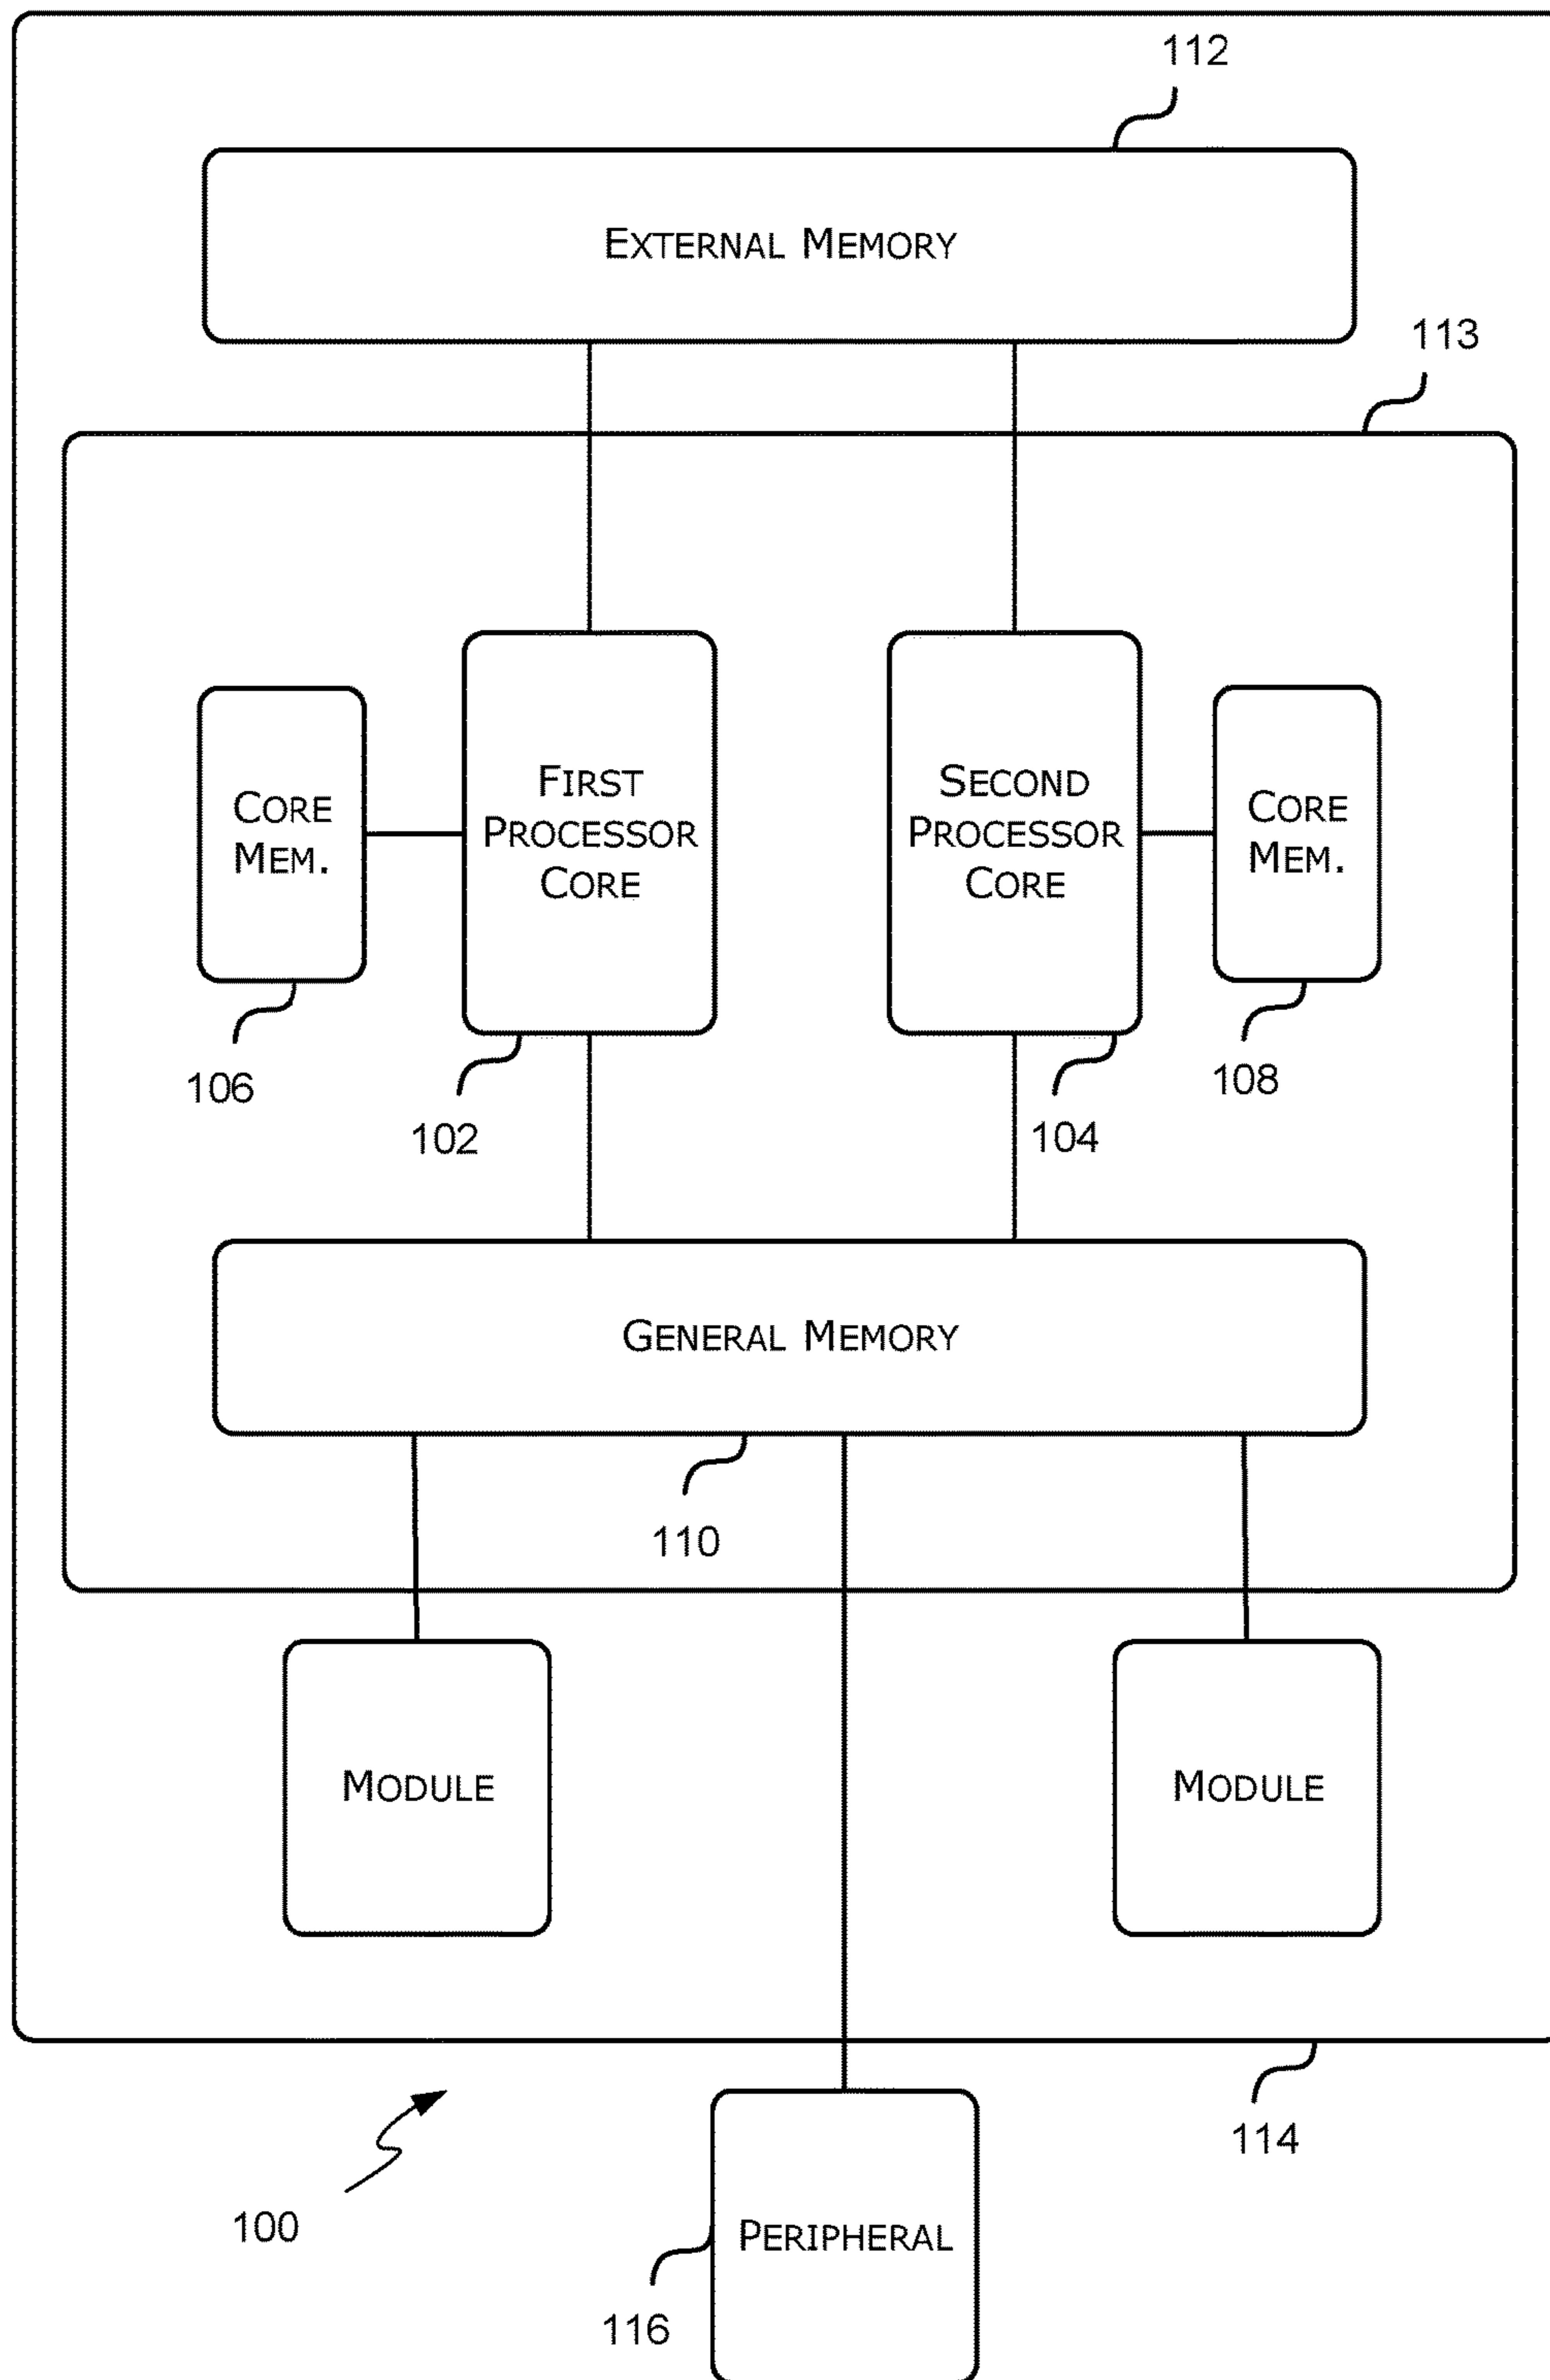 112
EXTERNAL MEMORY
113
CORE
MEM.
FIRST
PROCESSOR
CORE
SECOND
PROCESSOR
CORE
CORE
MEM.
106
102
104
108
GENERAL MEMORY
110
MODULE
MODULE
114
100
PERIPHERAL
116